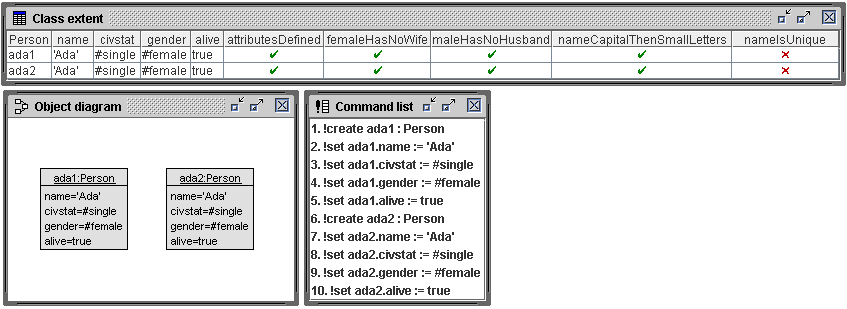 Class extent
Person name civstat gender alive attributesDefined femaleHasNoWife maleHasNoHusband nameCapitalThenSmallLetters nameIsUnique
ada1 'Ada' #single #female true
ada2 'Ada' #single #female true
Object diagram
ada1:Person
name='Ada'
civstat=#single
gender=#female
alive=true
ada2:Person
name='Ada'
civstat=#single
gender=#female
alive=true
Command list
1. !create ada1 : Person
2. !set ada1.name := 'Ada'
3. !set ada1.civstat := #single
4. !set ada1.gender := #female
5. !set ada1.alive := true
6. !create ada2 : Person
7. !set ada2.name := 'Ada'
8. !set ada2.civstat := #single
9. !set ada2.gender := #female
10. !set ada2.alive := true